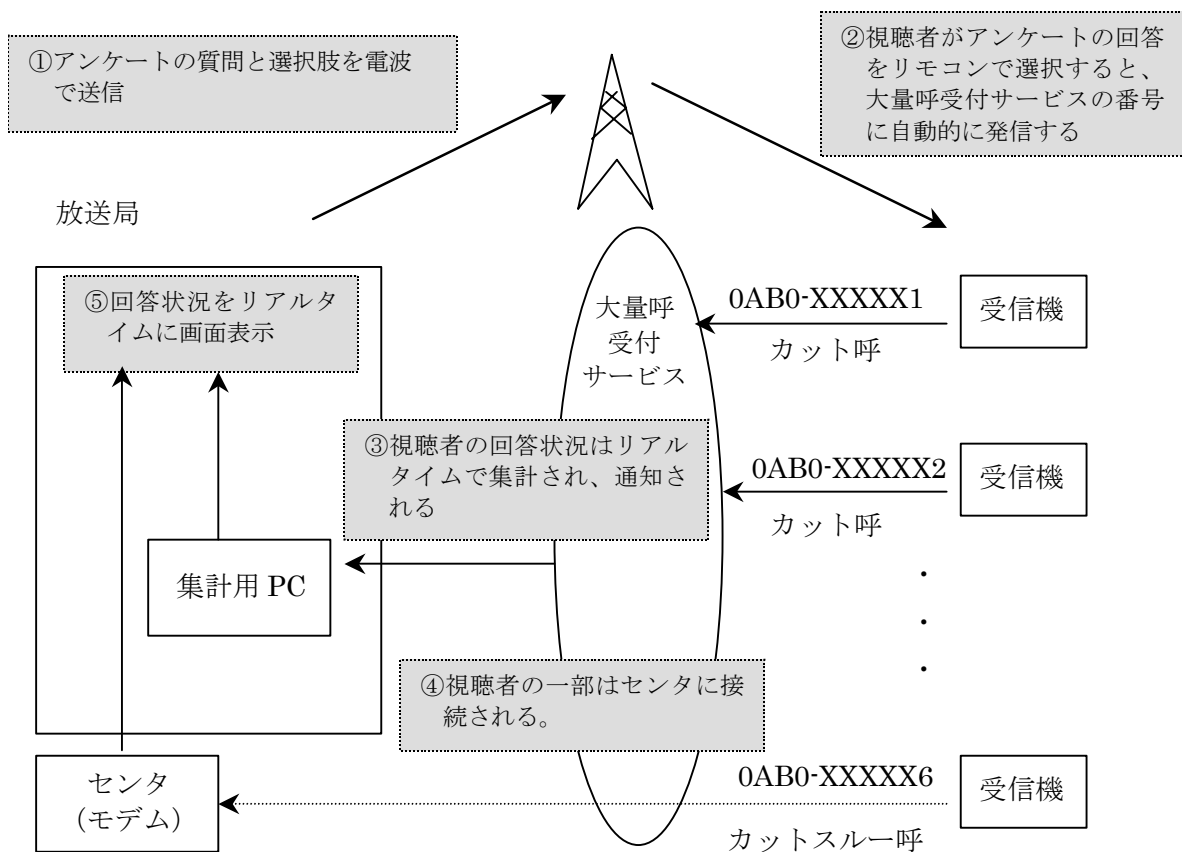 ①アンケートの質問と選択肢を電波
で送信
②視聴者がアンケートの回答
をリモコンで選択すると、
大量呼受付サービスの番号
に自動的に発信する
放送局
⑤回答状況をリアルタ
イムに画面表示
大量呼
受付
サービス
0AB0-XXXXX1
カット呼
受信機
③視聴者の回答状況はリアル
タイムで集計され、通知さ
れる
0AB0-XXXXX2
カット呼
受信機
集計用 PC
・
・
・
④視聴者の一部はセンタに接
続される。
センタ
（モデム）
0AB0-XXXXX6
カットスルー呼
受信機